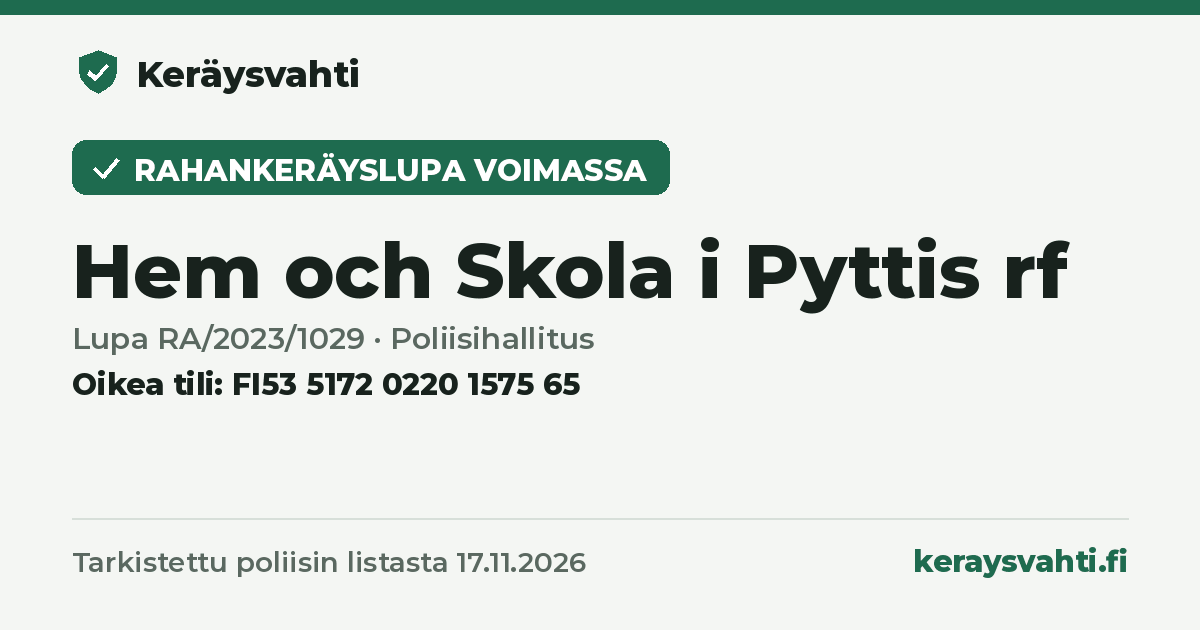 Keräysvahti
RAHANKERÄYSLUPA VOIMASSA
Hem och Skola i Pyttis rf
Lupa RA/2023/1029 · Poliisihallitus
Oikea tili: FI53 5172 0220 1575 65
Tarkistettu poliisin listasta 17.11.2026
keraysvahti.fi